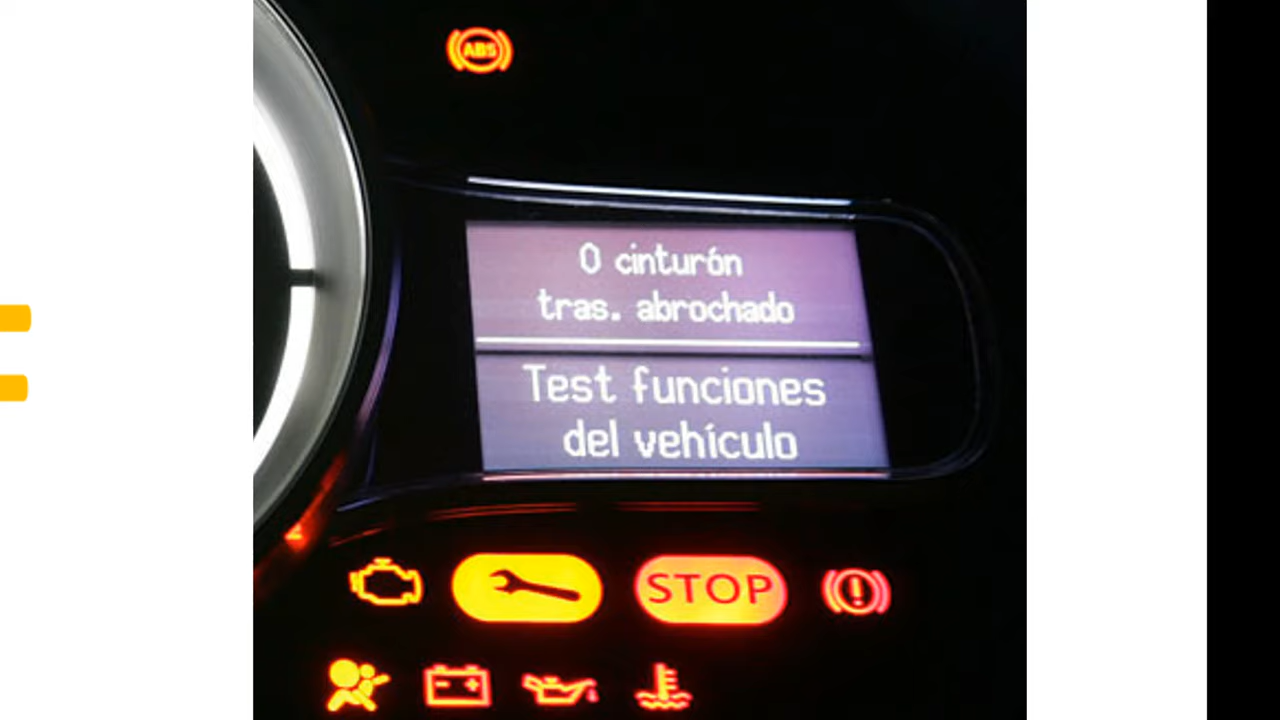 ABS
0 cinturón
tras. abrochado
Test funciones
del vehículo
STOP